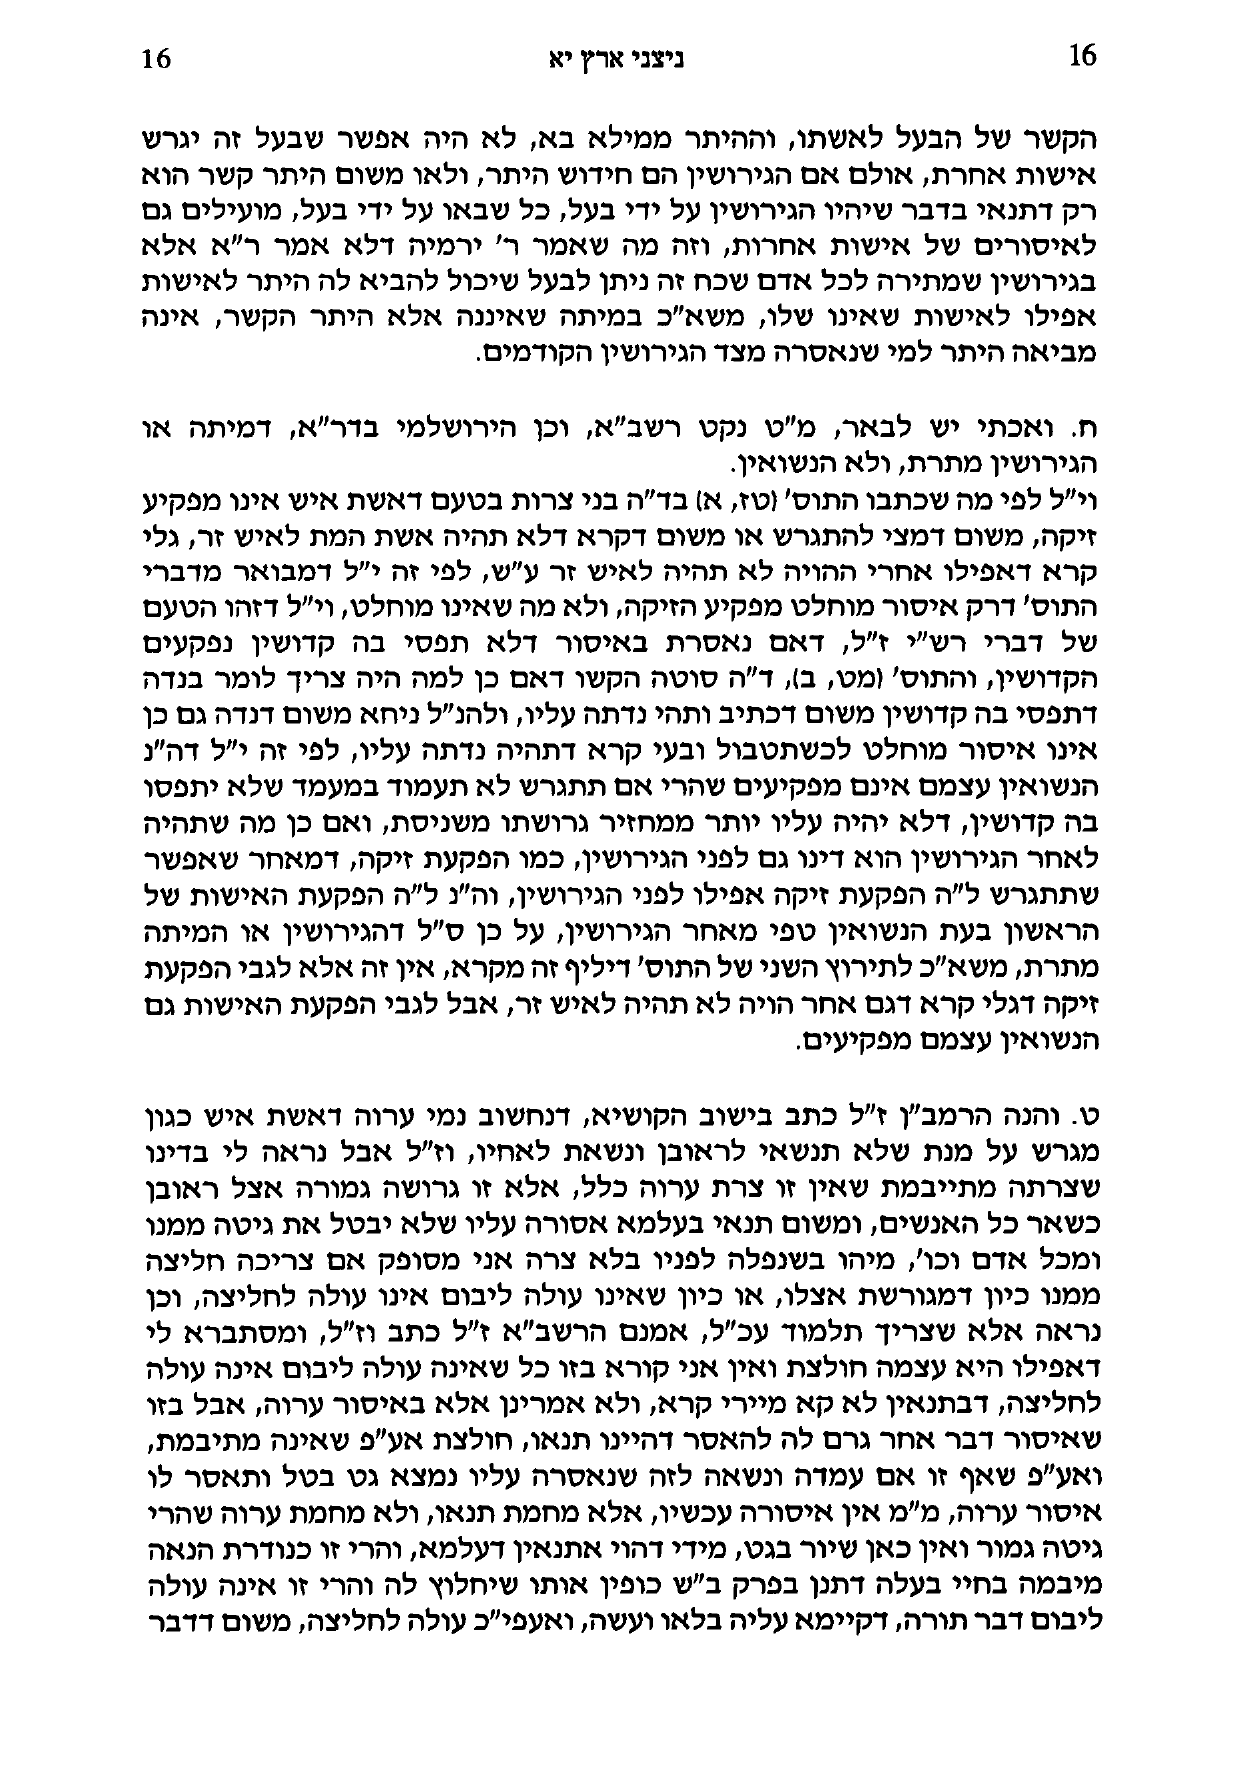 16 ניצני ארץ יא 16
הקשר של הבעל לאשתו, וההיתר ממילא בא, לא היה אפשר שבעל זה יגרש
אישות אחרת, אולם אם הגירושין הם חידוש היתר, ולאו משום היתר קשר הוא
רק דתנאי בדבר שיהיו הגירושין על ידי בעל, כל שבאו על ידי בעל, מועילים גם
לאיסורים של אישות אחרות, וזה מה שאמר ר' ירמיה דלא אמר ר"א אלא
בגירושין שמתירה לכל אדם שכח זה ניתן לבעל שיכול להביא לה היתר לאישות
אפילו לאישות שאינו שלו, משא"כ במיתה שאיננה אלא היתר הקשר, אינה
מביאה היתר למי שנאסרה מצד הגירושין הקודמים.
ח. ואכתי יש לבאר, מ"ט נקט רשב"א, וכן הירושלמי בדר"א, דמיתה או
הגירושין מתרת, ולא הנשואין.
וי"ל לפי מה שכתבו התוס' (טז, א) בד"ה בני צרות בטעם דאשת איש אינו מפקיע
זיקה, משום דמצי להתגרש או משום דקרא דלא תהיה אשת המת לאיש זר, גלי
קרא דאפילו אחרי ההויה לא תהיה לאיש זר ע"ש, לפי זה י"ל דמבואר מדברי
התוס' דרק איסור מוחלט מפקיע הזיקה, ולא מה שאינו מוחלט, וי"ל דזהו הטעם
של דברי רש"י ז"ל, דאם נאסרת באיסור דלא תפסי בה קדושין נפקעים
הקדושין, והתוס' (מט, ב), ד"ה סוטה הקשו דאם כן למה היה צריך לומר בנדה
דתפסי בה קדושין משום דכתיב ותהי נדתה עליו, ולהנ"ל ניחא משום דנדה גם כן
אינו איסור מוחלט לכשתטבול ובעי קרא דתהיה נדתה עליו, לפי זה י"ל דה"נ
הנשואין עצמם אינם מפקיעים שהרי אם תתגרש לא תעמוד במעמד שלא יתפסו
בה קדושין, דלא יהיה עליו יותר ממחזיר גרושתו משניסת, ואם כן מה שתהיה
לאחר הגירושין הוא דינו גם לפני הגירושין, כמו הפקעת זיקה, דמאחר שאפשר
שתתגרש ל"ה הפקעת זיקה אפילו לפני הגירושין, וה"נ ל"ה הפקעת האישות של
הראשון בעת הנשואין טפי מאחר הגירושין, על כן ס"ל דהגירושין או המיתה
מתרת, משא"כ לתירוץ השני של התוס' דיליף זה מקרא, אין זה אלא לגבי הפקעת
זיקה דגלי קרא דגם אחר הויה לא תהיה לאיש זר, אבל לגבי הפקעת האישות גם
הנשואין עצמם מפקיעים.
ט. והנה הרמב"ן ז"ל כתב בישוב הקושיא, דנחשוב נמי ערוה דאשת איש כגון
מגרש על מנת שלא תנשאי לראובן ונשאת לאחיו, וז"ל אבל נראה לי בדינו
שצרתה מתייבמת שאין זו צרת ערוה כלל, אלא זו גרושה גמורה אצל ראובן
כשאר כל האנשים, ומשום תנאי בעלמא אסורה עליו שלא יבטל את גיטה ממנו
ומכל אדם וכו', מיהו בשנפלה לפניו בלא צרה אני מסופק אם צריכה חליצה
ממנו כיון דמגורשת אצלו, או כיון שאינו עולה ליבום אינו עולה לחליצה, וכן
נראה אלא שצריך תלמוד עכ"ל, אמנם הרשב"א ז"ל כתב וז"ל, ומסתברא לי
דאפילו היא עצמה חולצת ואין אני קורא בזו כל שאינה עולה ליבום אינה עולה
לחליצה, דבתנאין לא קא מיירי קרא, ולא אמרינן אלא באיסור ערוה, אבל בזו
שאיסור דבר אחר גרם לה להאסר דהיינו תנאו, חולצת אע"פ שאינה מתיבמת,
ואע"פ שאף זו אם עמדה ונשאה לזה שנאסרה עליו נמצא גט בטל ותאסר לו
איסור ערוה, מ"מ אין איסורה עכשיו, אלא מחמת תנאו, ולא מחמת ערוה שהרי
גיטה גמור ואין כאן שיור בגט, מידי דהוי אתנאין דעלמא, והרי זו כנודרת הנאה
מיבמה בחיי בעלה דתנן בפרק ב"ש כופין אותו שיחלוץ לה והרי זו אינה עולה
ליבום דבר תורה, דקיימא עליה בלאו ועשה, ואעפי"כ עולה לחליצה, משום דדבר